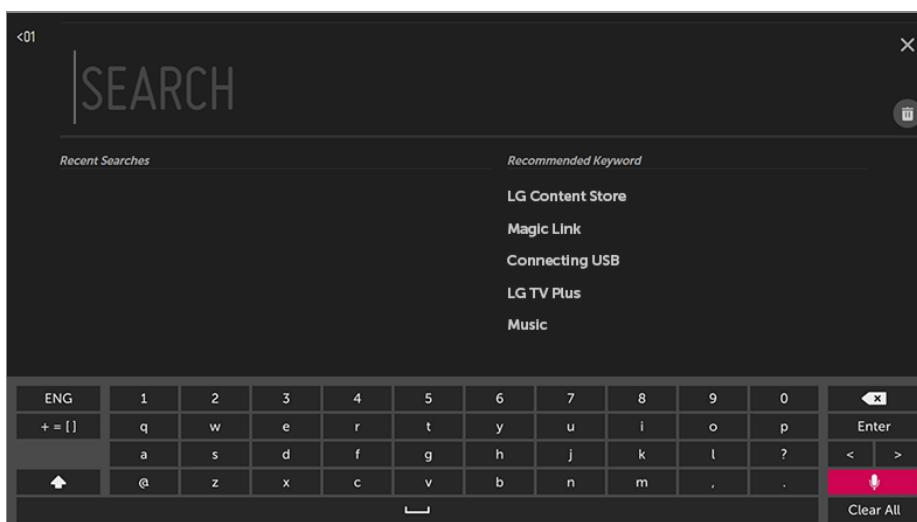 <01
SEARCH
Recent Searches
Recommended Keyword
LG Content Store
Magic Link
Connecting USB
LG TV Plus
Music
ENG 1 2 3 4 5 6 7 8 9 0
+ = [ ] q w e r t y u i o p Enter
a s d f g h j k l ? < >
@ z x c v b n m , .
Clear All